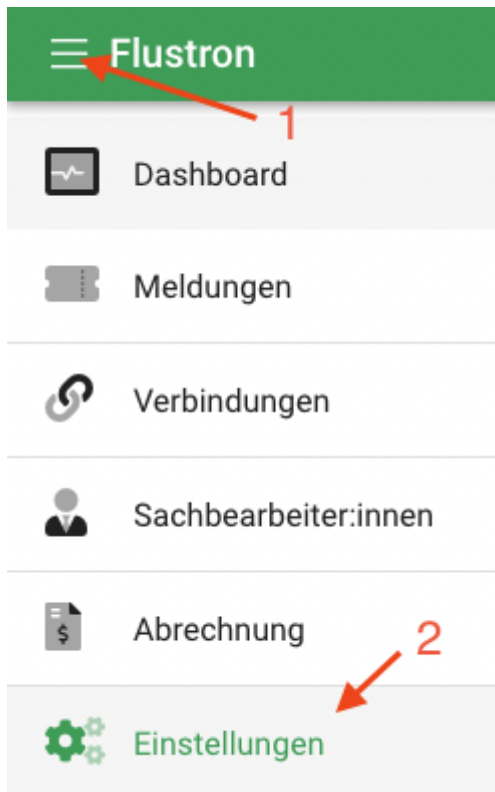 Flustron
1
Dashboard
Meldungen
Verbindungen
Sachbearbeiter:innen
$
Abrechnung
2
Einstellungen